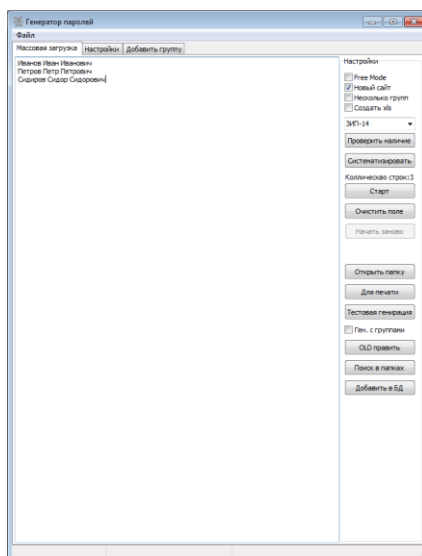 Генератор паролей
Файл
Массовая загрузка
Настройки
Добавить группу
Иванов Иван Иванович
Петров Петр Петрович
Сидиров Сидор Сидорович
Настройки
Free Mode
Новый сайт
Несколько групп
Создать xls
ЗИП-14
Проверить наличие
Систематизировать
Колличесво строк:3
Старт
Очистить поле
Начать заново
Открыть папку
Для печати
Тестовая генирация
Ген. с группами
OLD править
Поиск в папках
Добавить в БД